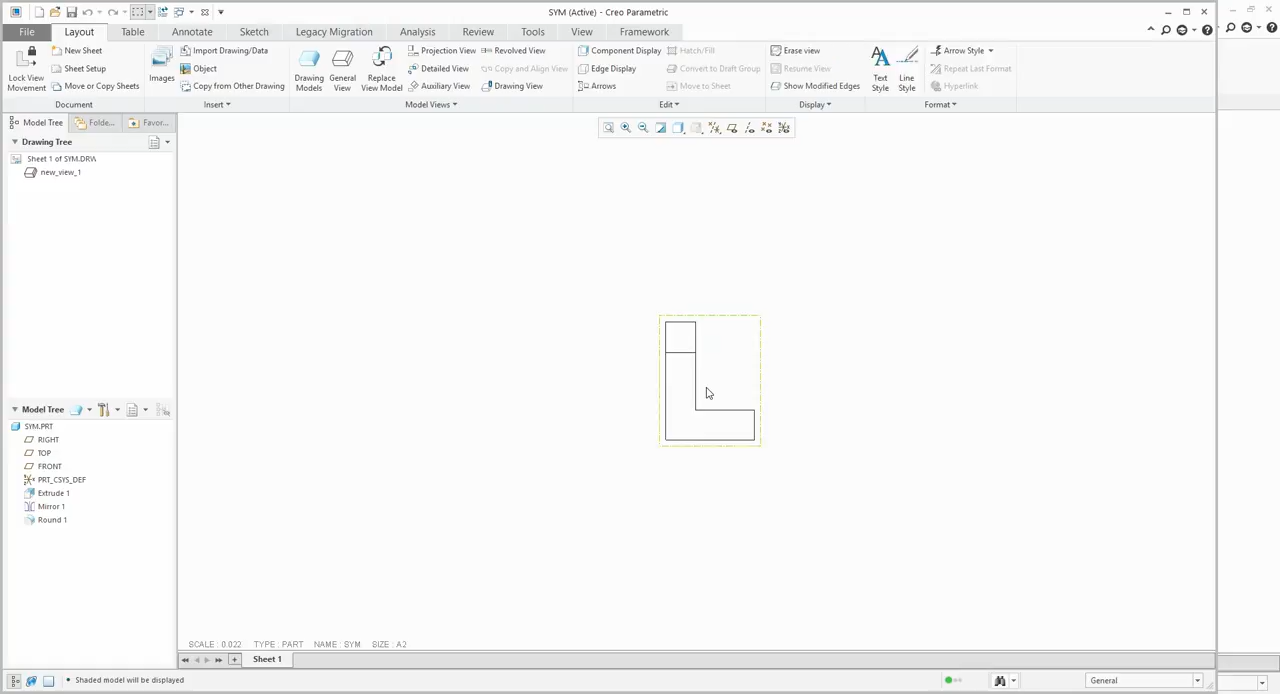 SYM (Active) - Creo Parametric
File Layout Table Annotate Sketch Legacy Migration Analysis Review Tools View Framework
Lock View Movement
New Sheet
Sheet Setup
Move or Copy Sheets
Document
Images
Import Drawing/Data
Object
Copy from Other Drawing
Insert
Drawing Models
General View
Replace View Model
Projection View
Detailed View
Auxiliary View
Revolved View
Copy and Align View
Drawing View
Model Views
Component Display
Edge Display
Arrows
Hatch/Fill
Convert to Draft Group
Move to Sheet
Edit
Erase view
Resume View
Show Modified Edges
Display
Text Style
Line Style
Arrow Style
Repeat Last Format
Hyperlink
Format
Model Tree Folde... Favor...
Drawing Tree
Sheet 1 of SYM.DRW
new_view_1
Model Tree
SYM.PRT
RIGHT
TOP
FRONT
PRT_CSYS_DEF
Extrude 1
Mirror 1
Round 1
SCALE : 0.022 TYPE : PART NAME : SYM SIZE : A2
Sheet 1
• Shaded model will be displayed
General